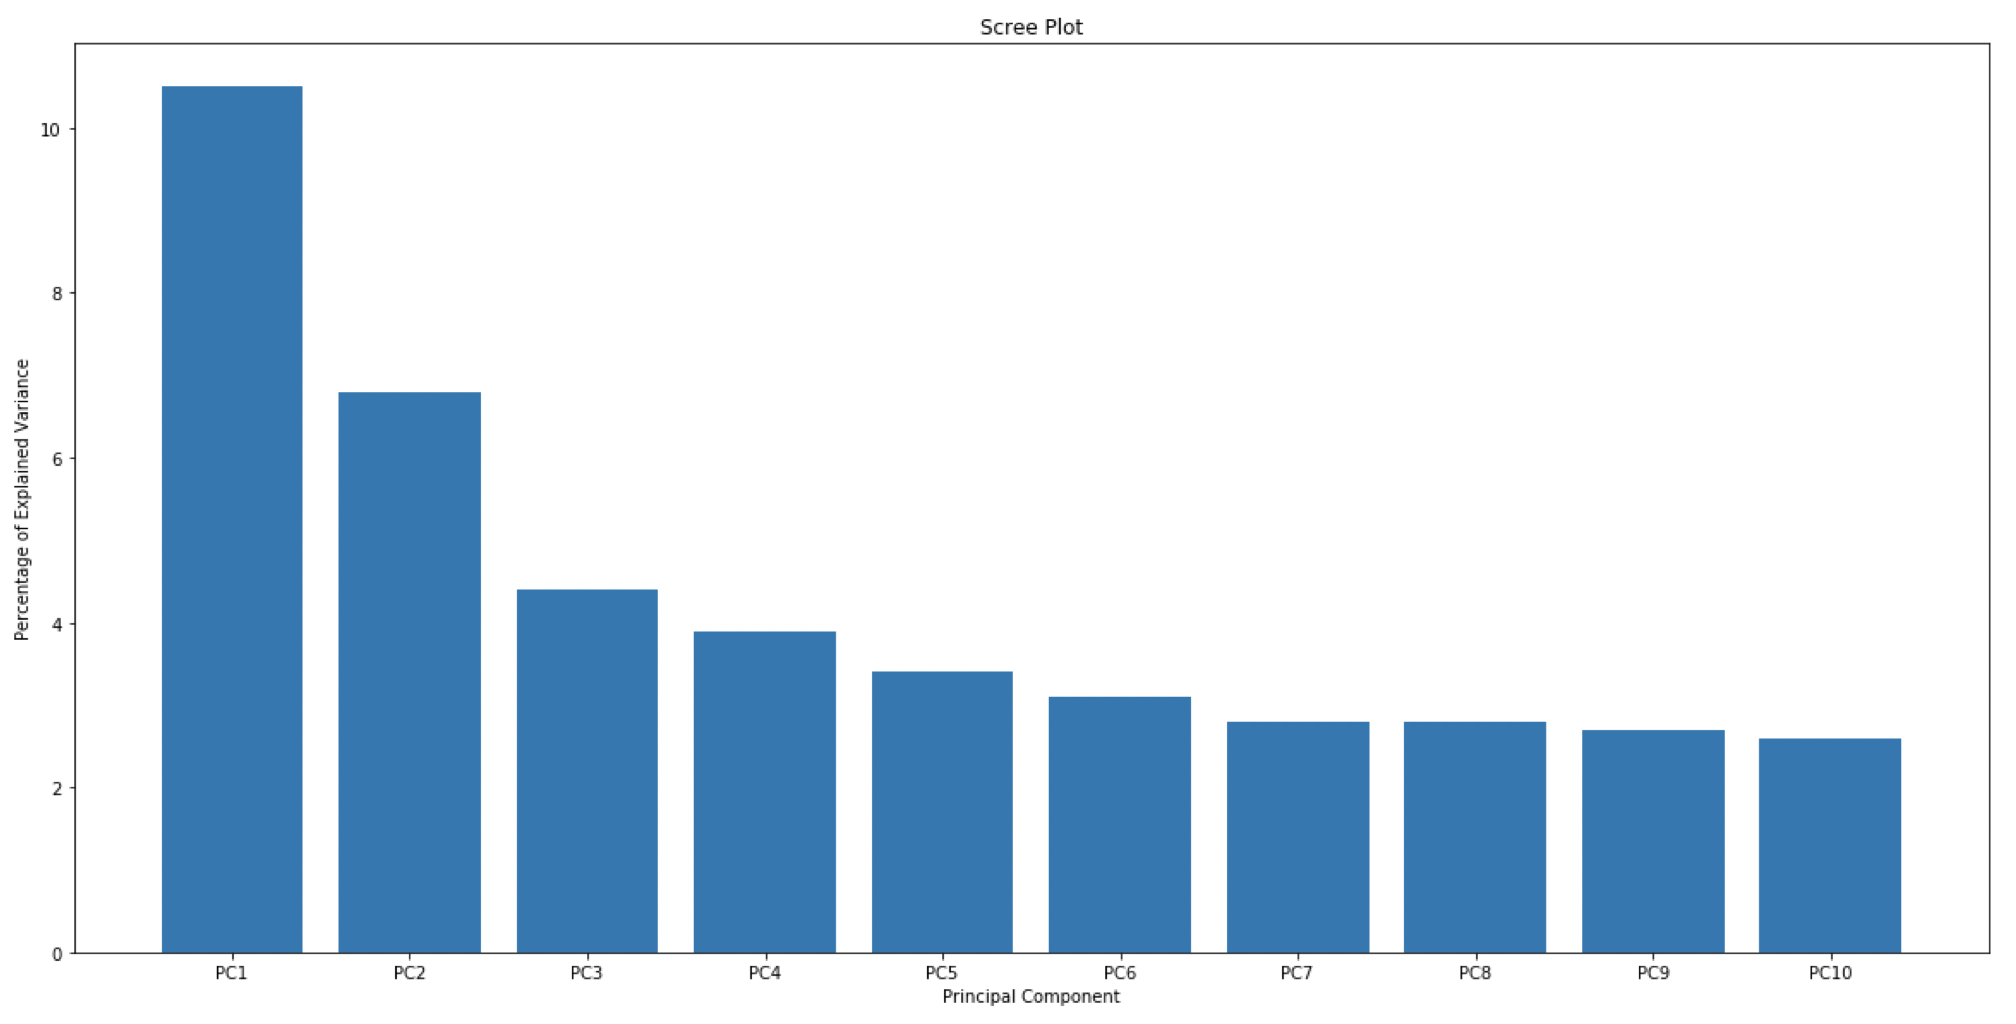 Scree Plot
10
8
6
4
2
0
Percentage of Explained Variance
PC1 PC2 PC3 PC4 PC5 PC6 PC7 PC8 PC9 PC10
Principal Component